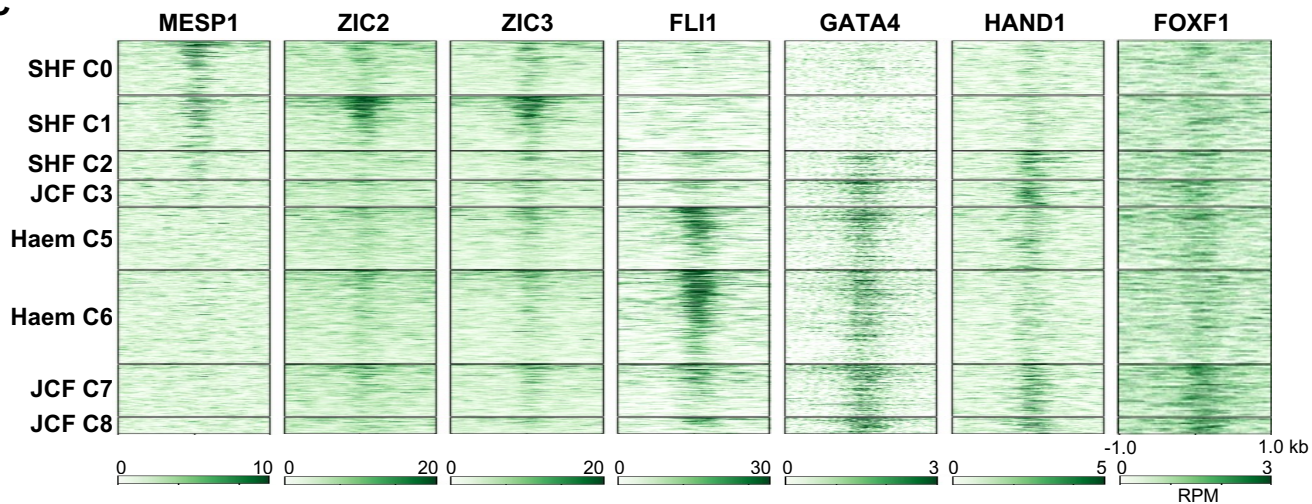 MESP1 ZIC2 ZIC3 FLI1 GATA4 HAND1 FOXF1
SHF C0
SHF C1
SHF C2
JCF C3
Haem C5
Haem C6
JCF C7
JCF C8
-1.0 1.0 kb
0 10 0 20 0 20 0 30 0 3 0 5 0 3
RPM